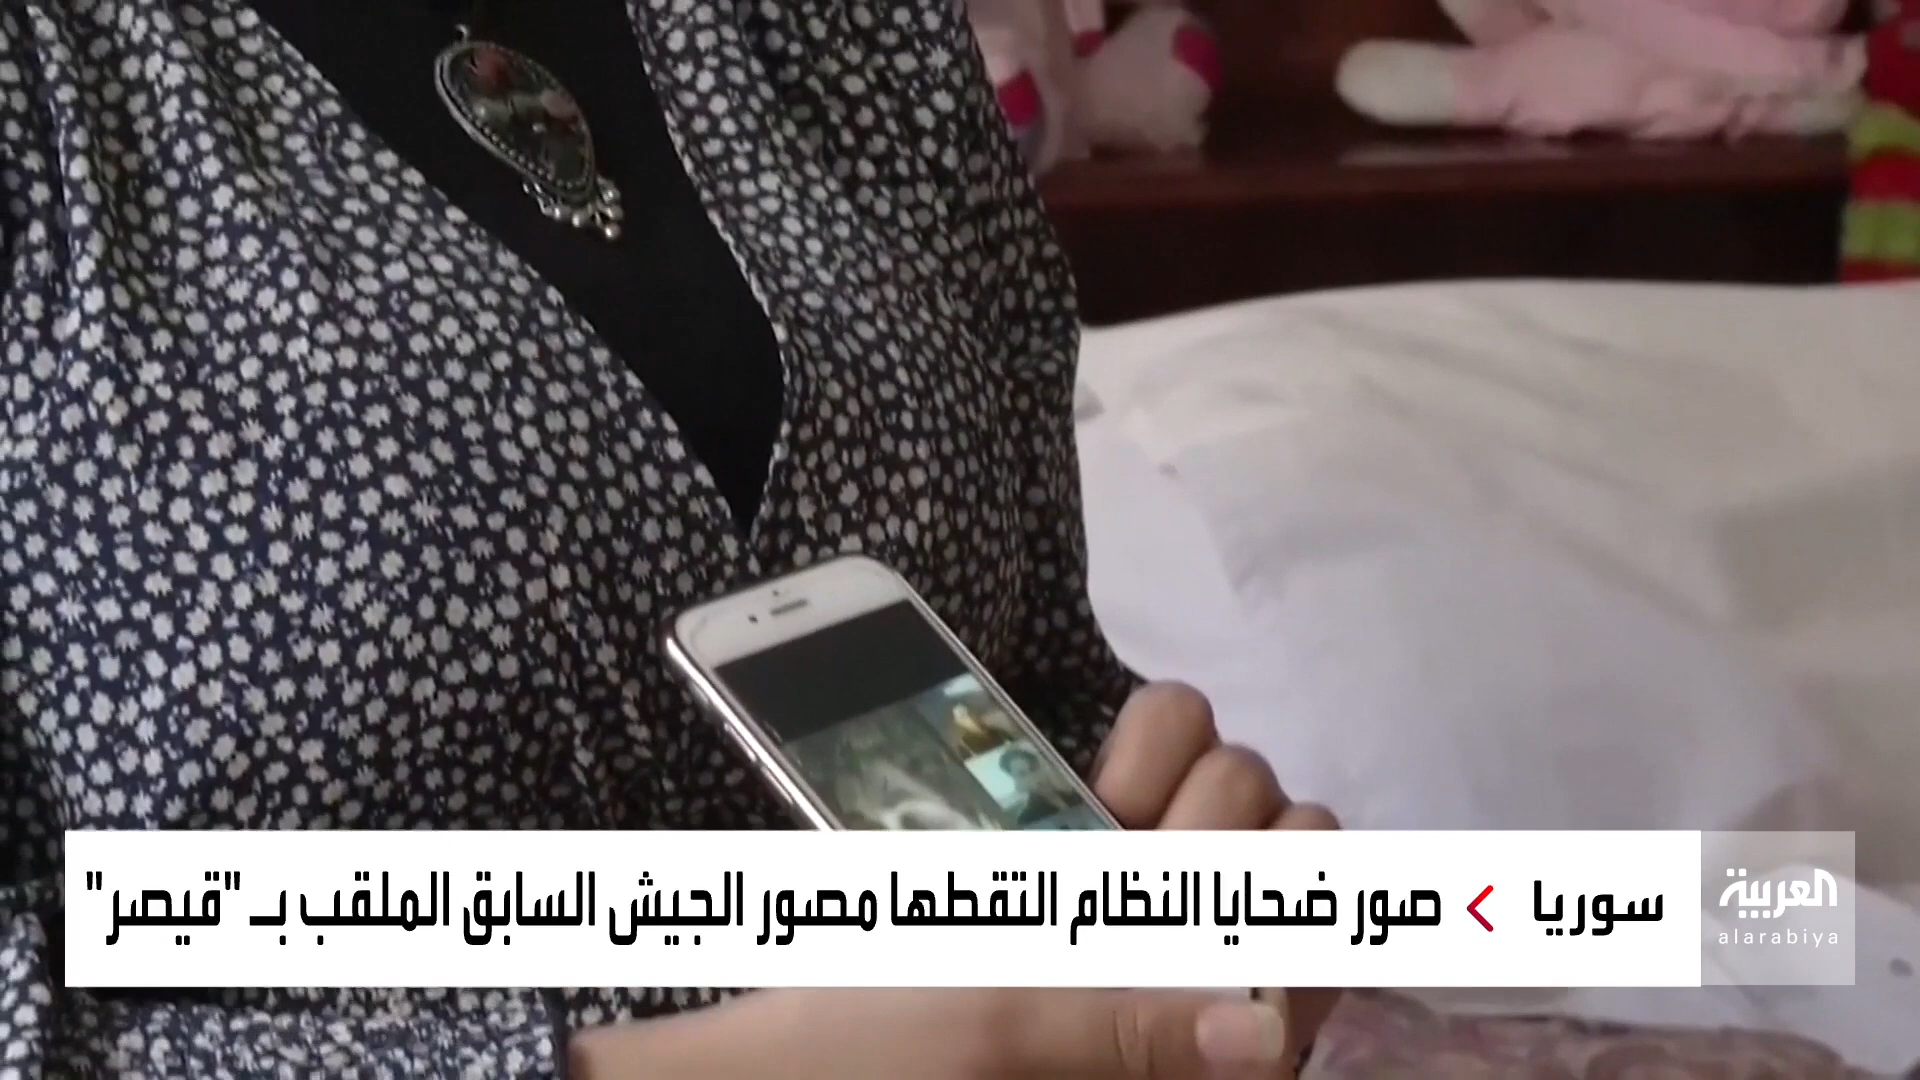 سوريا > صور ضحايا النظام التقطها مصور الجيش السابق الملقب بـ "قيصر"
العربية
alarabiya